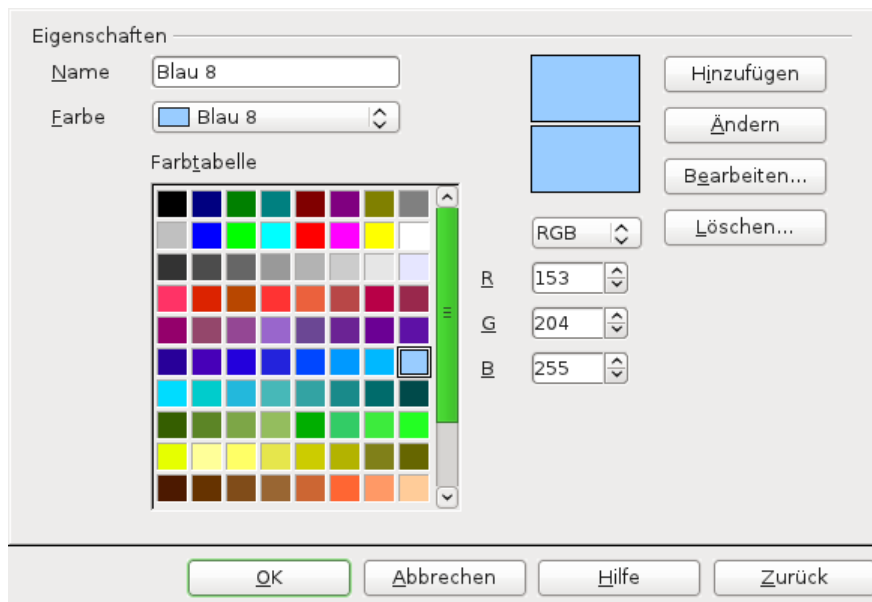 Eigenschaften
Name Blau 8 Hinzufügen
Farbe Blau 8 Ändern
Farbtabelle Bearbeiten...
RGB Löschen...
R 153
G 204
B 255
OK Abbrechen Hilfe Zurück